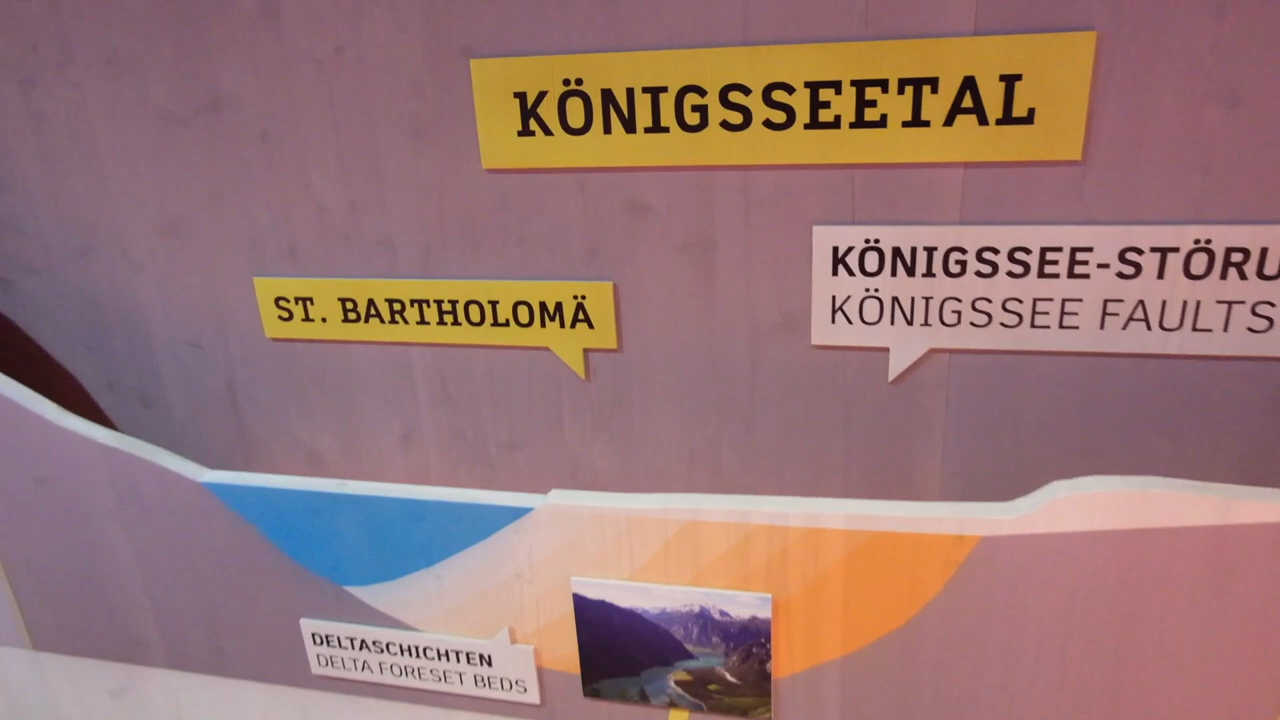 KÖNIGSSEETAL
ST. BARTHOLOMÄ
KÖNIGSSEE-STÖRU
KÖNIGSSEE FAULTS
DELTASCHICHTEN
DELTA FORESET BEDS